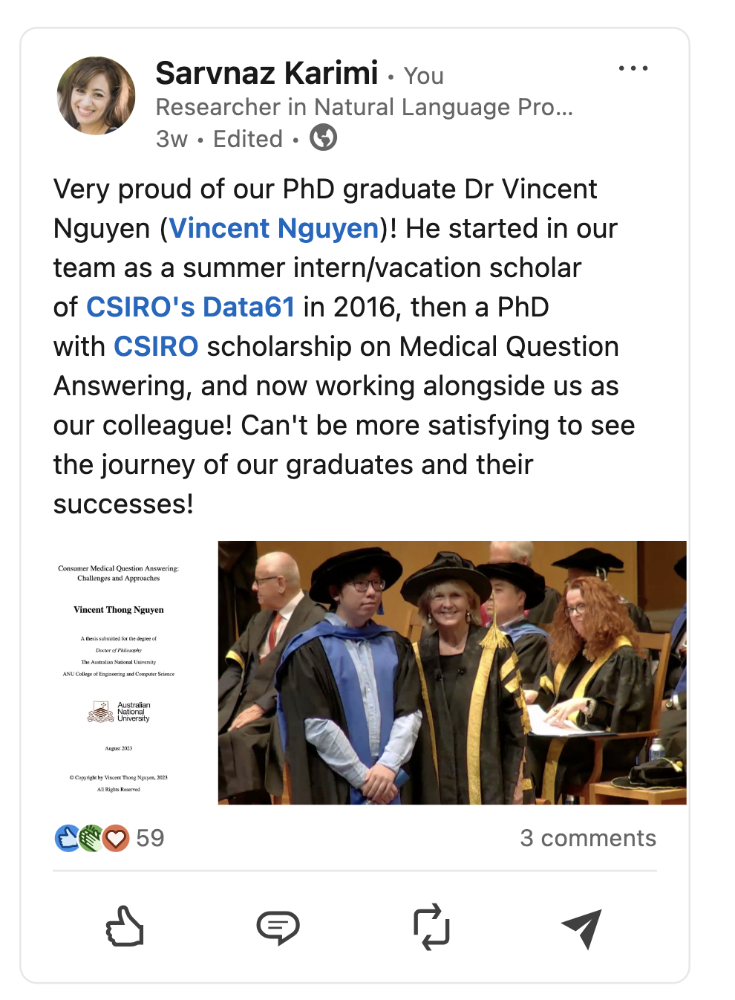 Sarvnaz Karimi • You
Researcher in Natural Language Pro...
3w • Edited •
Very proud of our PhD graduate Dr Vincent
Nguyen (Vincent Nguyen)! He started in our
team as a summer intern/vacation scholar
of CSIRO's Data61 in 2016, then a PhD
with CSIRO scholarship on Medical Question
Answering, and now working alongside us as
our colleague! Can't be more satisfying to see
the journey of our graduates and their
successes!
Consumer Medical Question Answering:
Challenges and Approaches
Vincent Thong Nguyen
A thesis submitted for the degree of
Doctor of Philosophy
The Australian National University
ANU College of Engineering and Computer Science
Australian
National
University
August 2023
© Copyright by Vincent Thong Nguyen, 2023
All Rights Reserved
59
3 comments